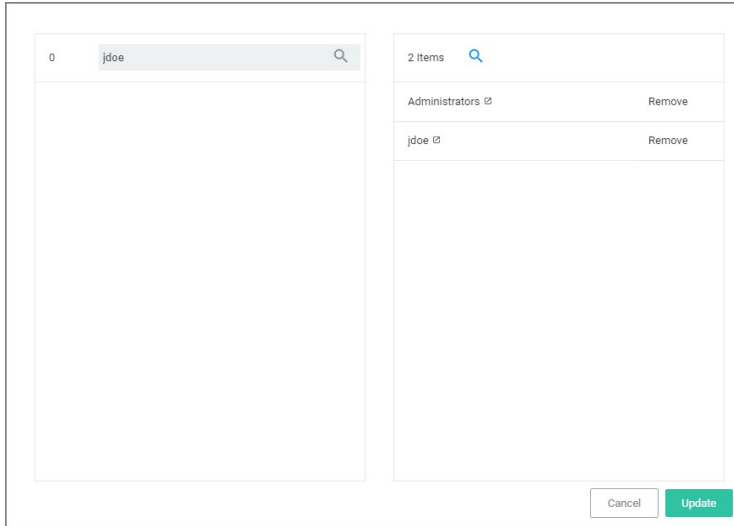 0 jdoe
2 Items
Administrators Remove
jdoe Remove
Cancel Update